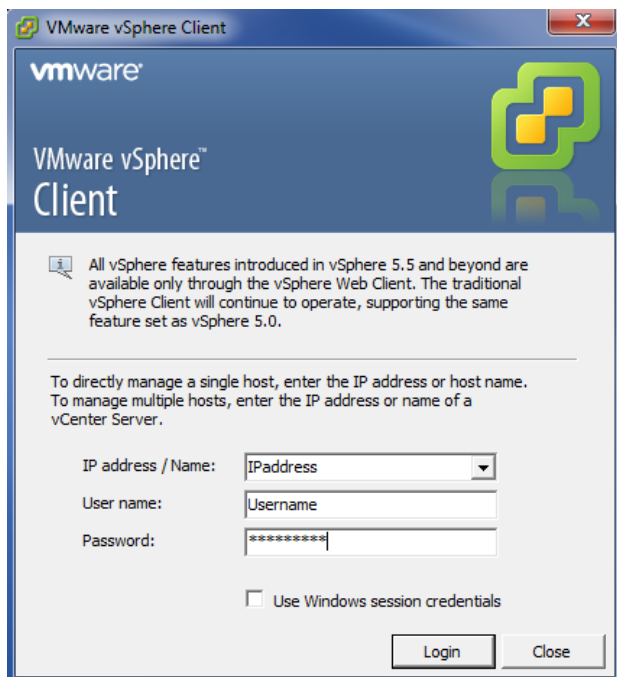 VMware vSphere Client
vmware
VMware vSphere™
Client
All vSphere features introduced in vSphere 5.5 and beyond are
available only through the vSphere Web Client. The traditional
vSphere Client will continue to operate, supporting the same
feature set as vSphere 5.0.
To directly manage a single host, enter the IP address or host name.
To manage multiple hosts, enter the IP address or name of a
vCenter Server.
IP address / Name: IPaddress
User name: Username
Password: *********
Use Windows session credentials
Login Close